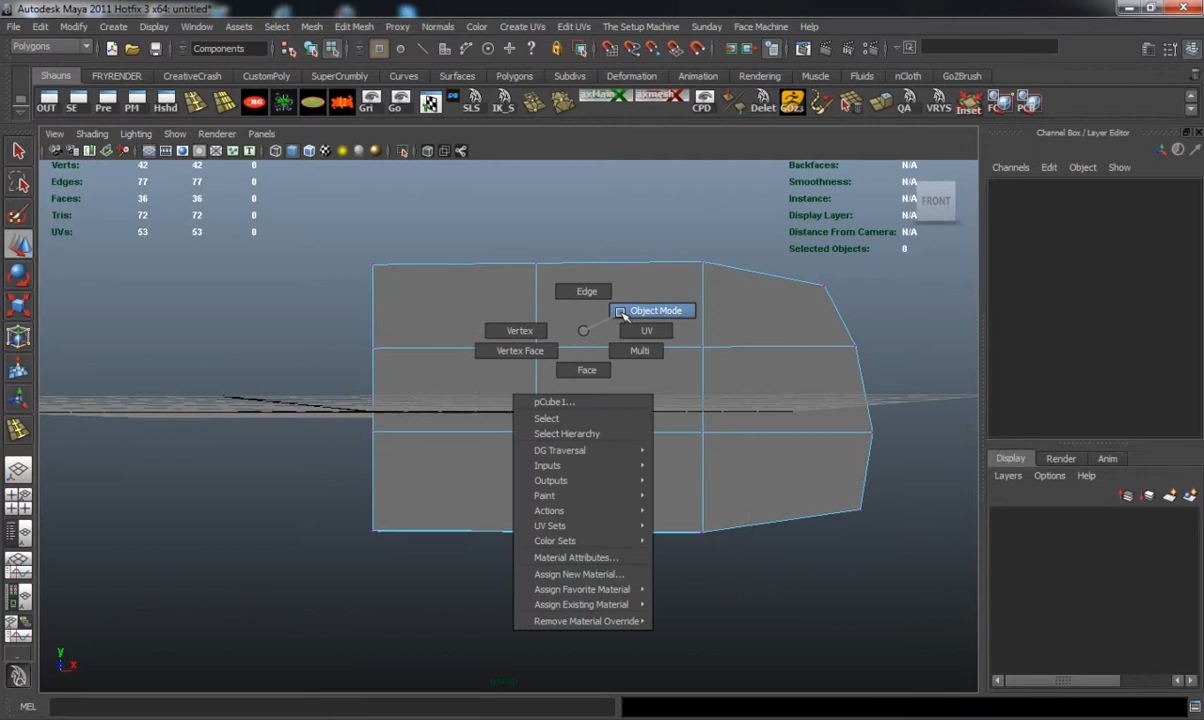 Autodesk Maya 2011 Hotfix 3 x64: untitled*
File Edit Modify Create Display Window Assets Select Mesh Edit Mesh Proxy Normals Color Create UVs Edit UVs The Setup Machine Sunday Face Machine Help
Polygons Components
Shauns FRYRENDER CreativeCrash CustomPoly SuperCrumbly Curves Surfaces Polygons Subdivs Deformation Animation Rendering Muscle Fluids nCloth GoZBrush
OUT SE Pre PM Hshd Gri Go SLS IK_S axMain axmesh CPD Delet GOz3 QA VRYS Inset FC PCB
View Shading Lighting Show Renderer Panels
Channel Box / Layer Editor
Channels Edit Object Show
Verts: 42 42 0
Edges: 77 77 0
Faces: 36 36 0
Tris: 72 72 0
UVs: 53 53 0
Backfaces: N/A
Smoothness: N/A
Instance: N/A
Display Layer: N/A
Distance From Camera: N/A
Selected Objects: 0
FRONT
Edge
Object Mode
Vertex
UV
Vertex Face
Multi
Face
pCube1...
Select
Select Hierarchy
DG Traversal
Inputs
Outputs
Paint
Actions
UV Sets
Color Sets
Material Attributes...
Assign New Material...
Assign Favorite Material
Assign Existing Material
Remove Material Override
Display Render Anim
Layers Options Help
y
z x
persp
MEL